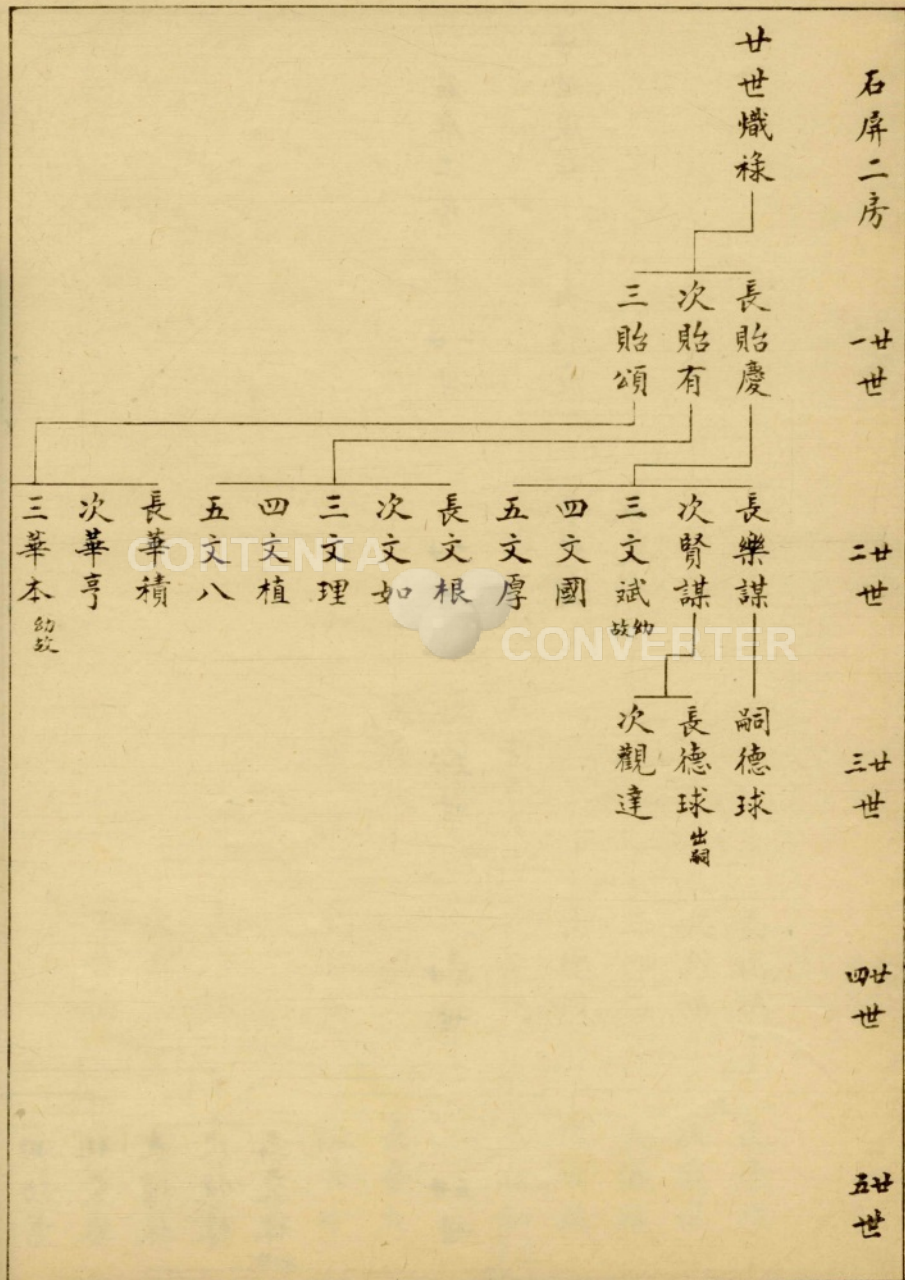 石屏二房
廿一世
廿二世
廿三世
廿四世
廿五世
廿世熾祿
長貽慶
次貽有
三貽頌
長樂謀
次賢謀
三文斌 幼故
四文國
五文厚
長文根
次文如
三文理
四文植
五文八
長華積
次華亨
三華本 幼故
嗣德球
長德球 出嗣
次觀達
CONTENTA
CONVERTER